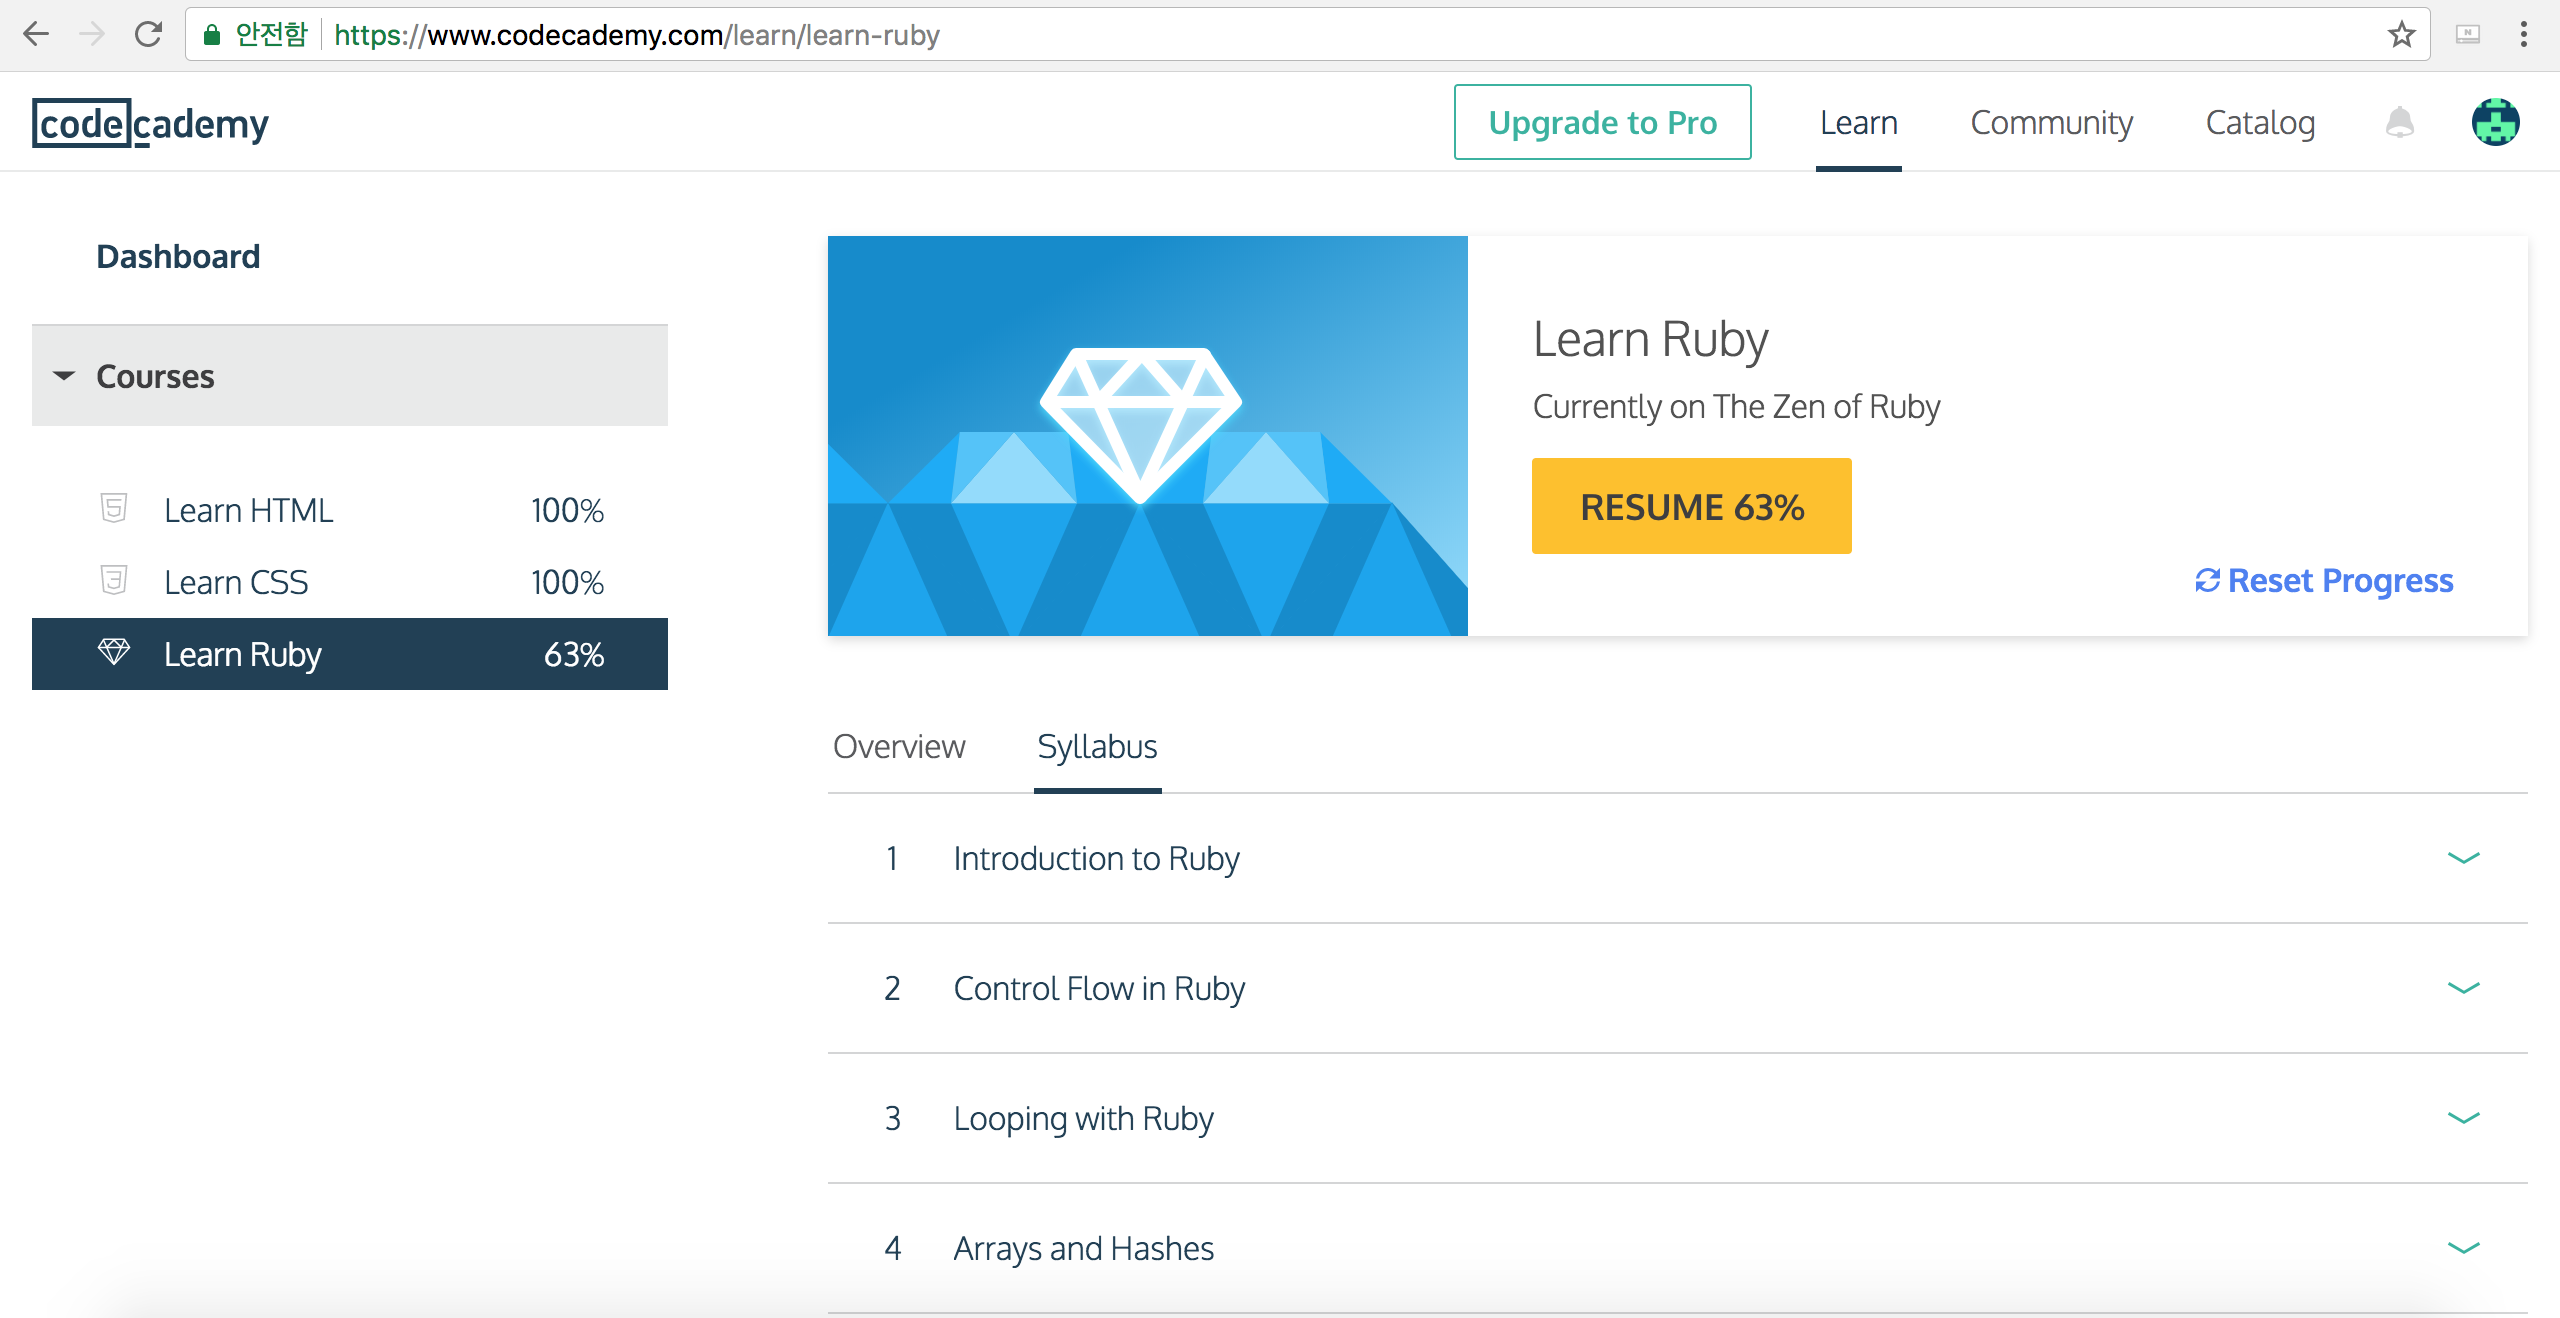 안전함 https://www.codecademy.com/learn/learn-ruby
codecademy
Upgrade to Pro
Learn
Community
Catalog
Dashboard
Courses
Learn HTML 100%
Learn CSS 100%
Learn Ruby 63%
Learn Ruby
Currently on The Zen of Ruby
RESUME 63%
Reset Progress
Overview
Syllabus
1 Introduction to Ruby
2 Control Flow in Ruby
3 Looping with Ruby
4 Arrays and Hashes